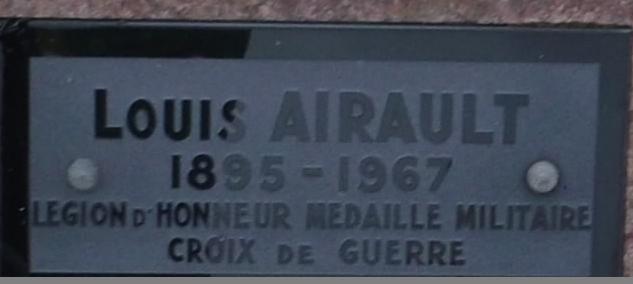 LOUIS AIRAULT
1895 - 1967
LEGION D'HONNEUR MEDAILLE MILITAIRE
CROIX DE GUERRE